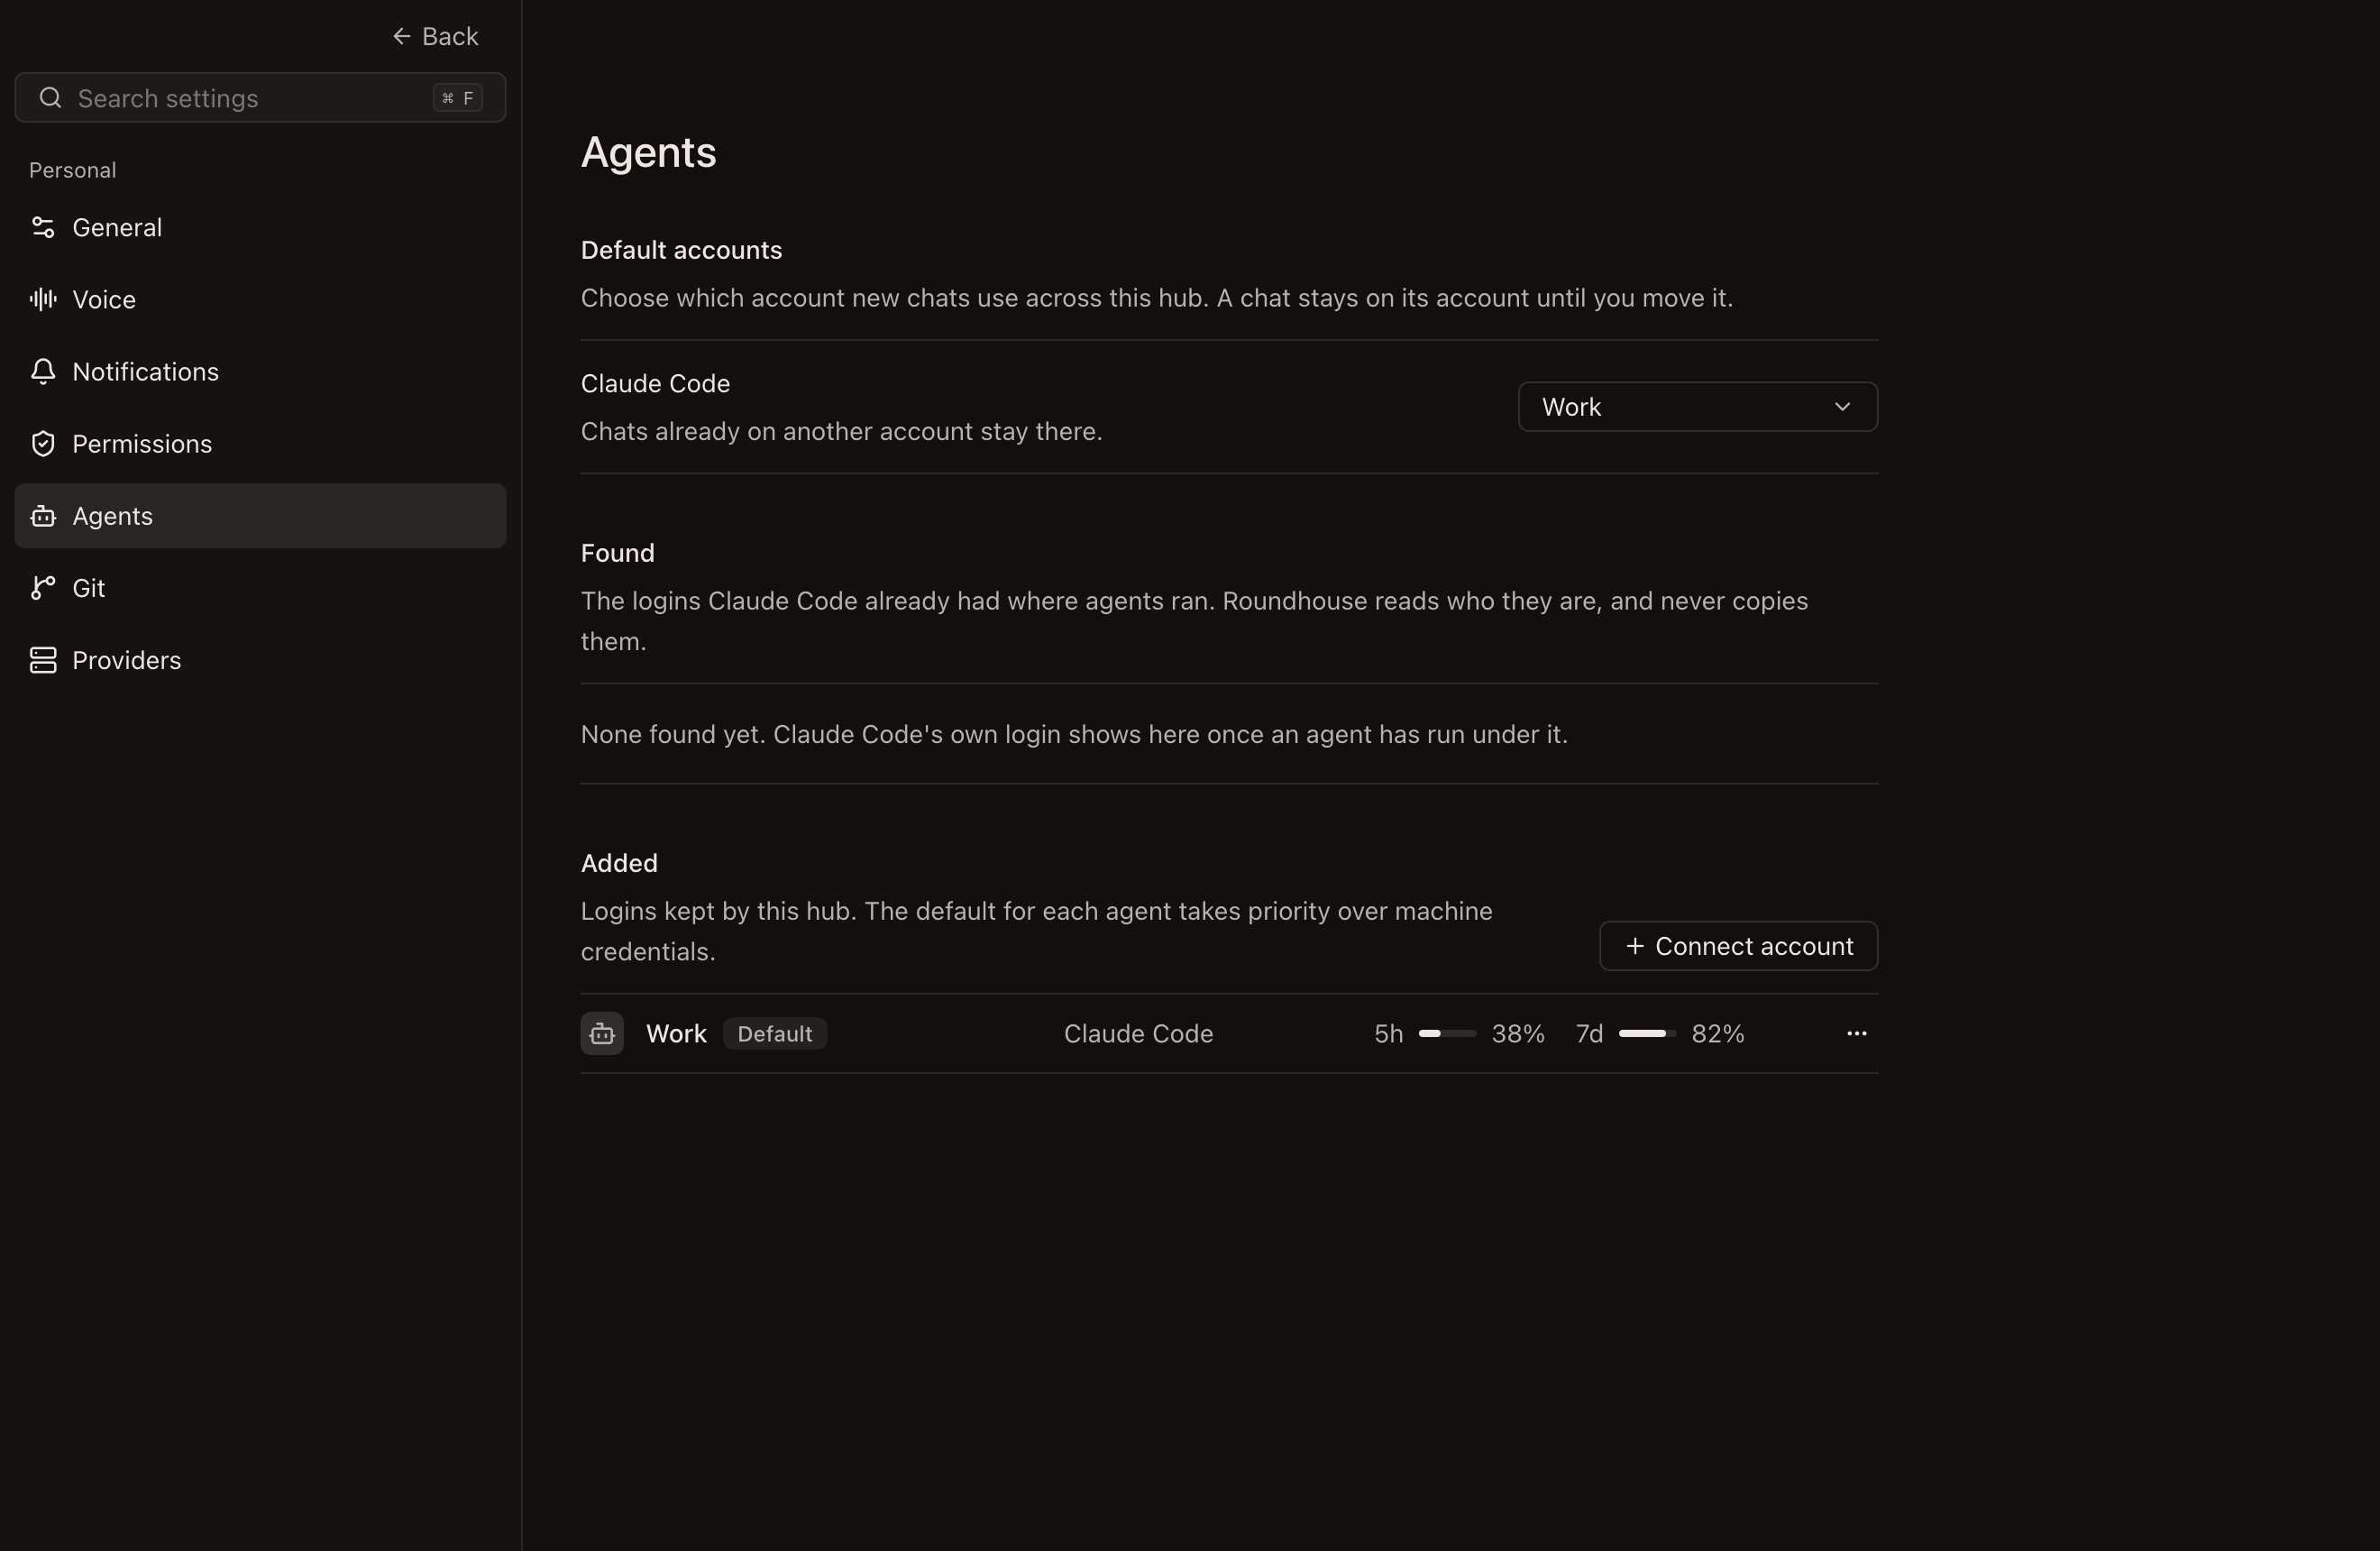 Back
Search settings
⌘ F
Personal
General
Voice
Notifications
Permissions
Agents
Git
Providers
Agents
Default accounts
Choose which account new chats use across this hub. A chat stays on its account until you move it.
Claude Code
Chats already on another account stay there.
Work
Found
The logins Claude Code already had where agents ran. Roundhouse reads who they are, and never copies
them.
None found yet. Claude Code's own login shows here once an agent has run under it.
Added
Logins kept by this hub. The default for each agent takes priority over machine
credentials.
Connect account
Work Default Claude Code 5h 38% 7d 82%